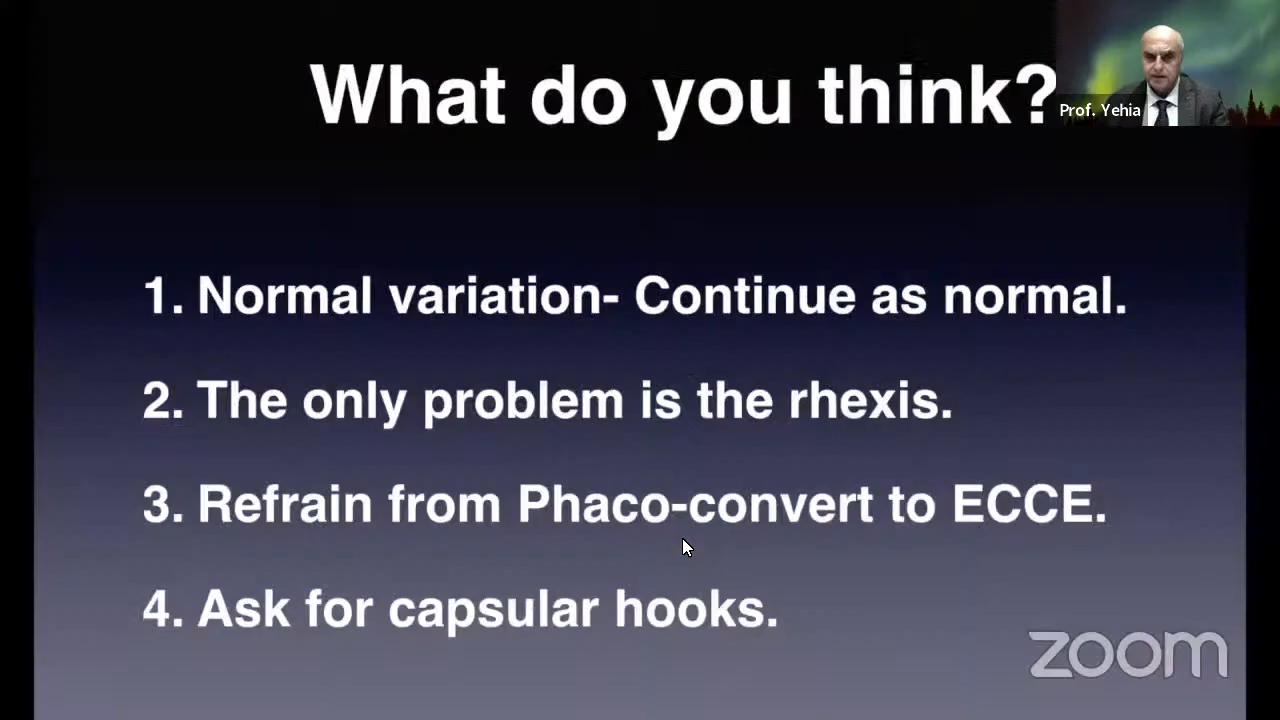 What do you think?
Prof. Yehia
1. Normal variation- Continue as normal.
2. The only problem is the rhexis.
3. Refrain from Phaco-convert to ECCE.
4. Ask for capsular hooks.
zoom